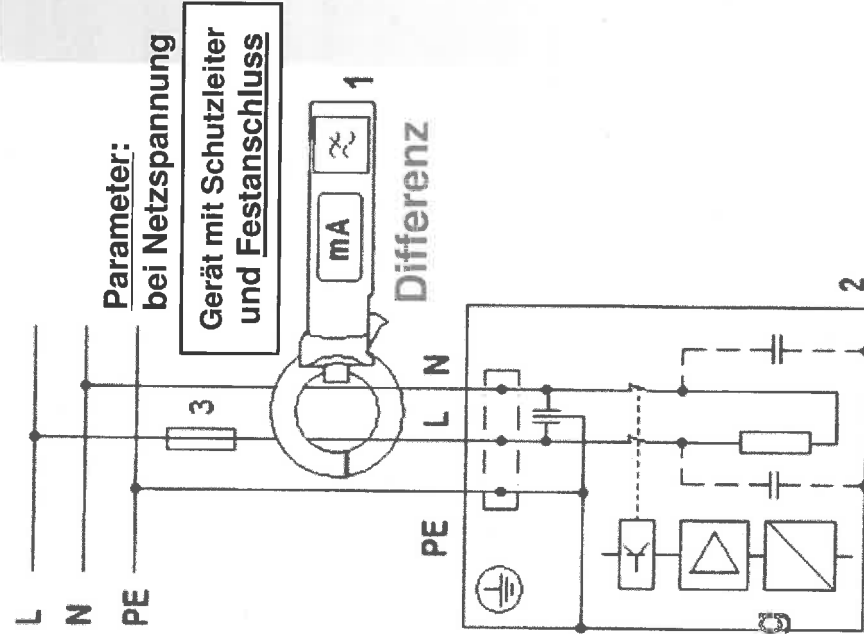 Parameter:
bei Netzspannung
Gerät mit Schutzleiter
und Festanschluss
1
mA
Differenz
L
N
PE
3
PE
L
N
2